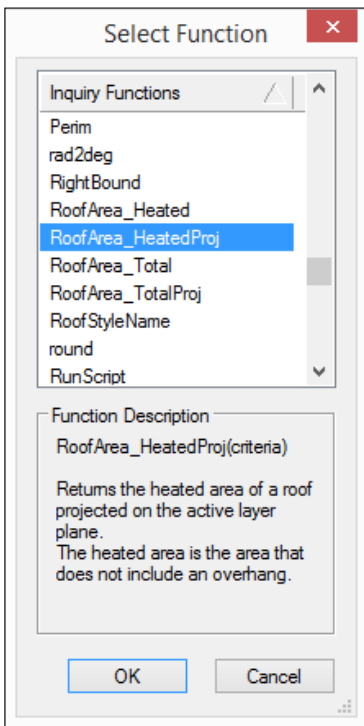 Select Function
Inquiry Functions
Perim
rad2deg
RightBound
RoofArea_Heated
RoofArea_HeatedProj
RoofArea_Total
RoofArea_TotalProj
RoofStyleName
round
RunScript
Function Description
RoofArea_HeatedProj(criteria)
Returns the heated area of a roof
projected on the active layer
plane.
The heated area is the area that
does not include an overhang.
OK Cancel